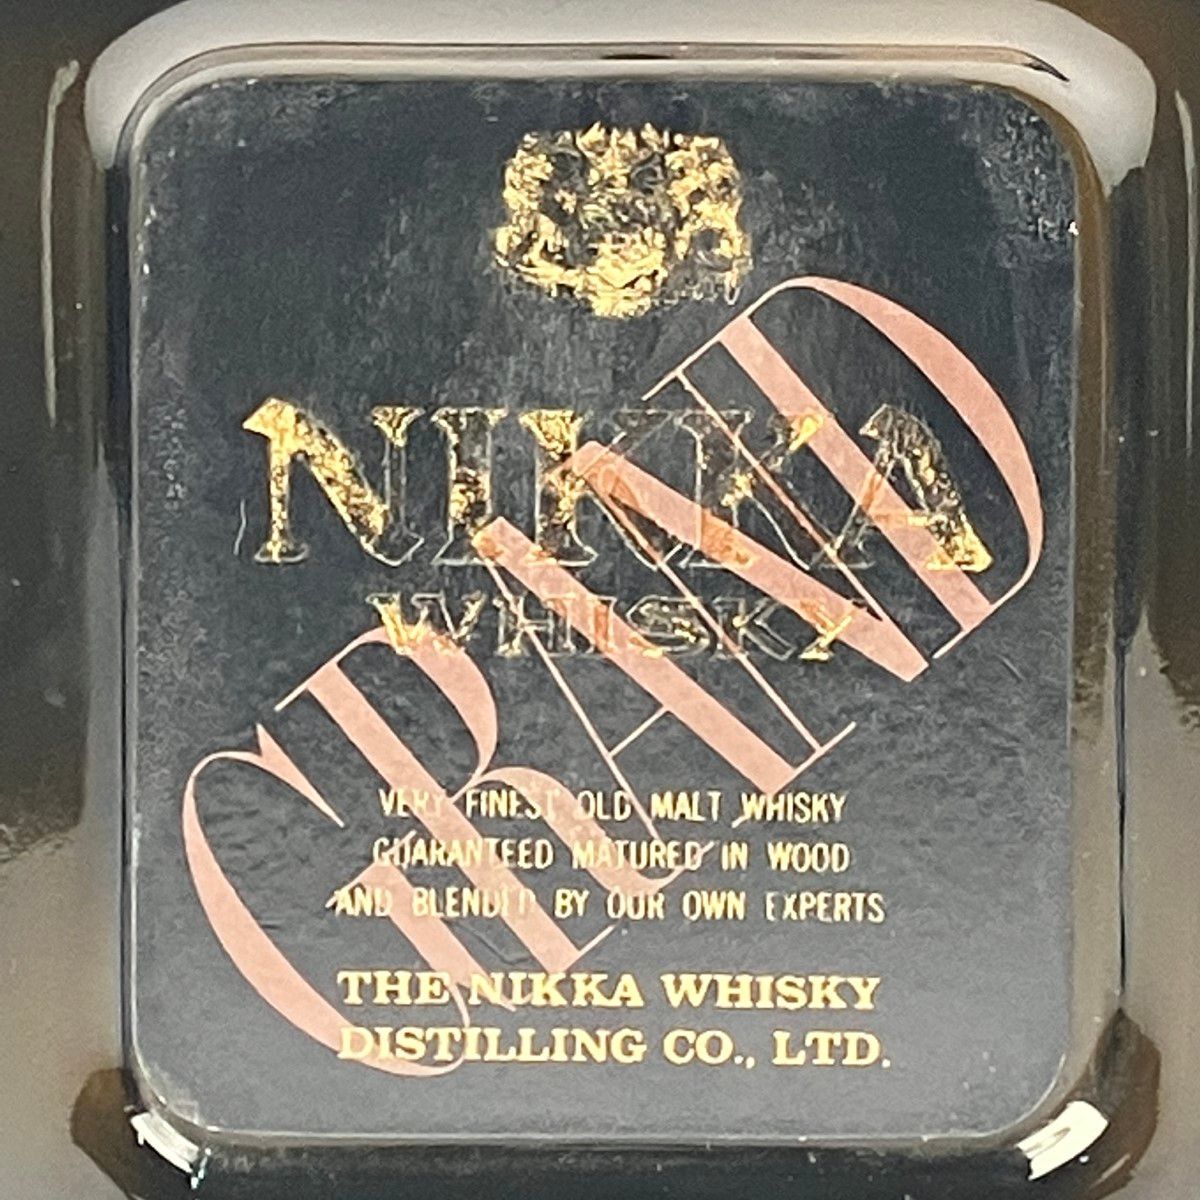 NIKKA
WHISKY
GRAND
VERY FINEST OLD MALT WHISKY
GUARANTEED MATURED IN WOOD
AND BLENDED BY OUR OWN EXPERTS
THE NIKKA WHISKY
DISTILLING CO., LTD.